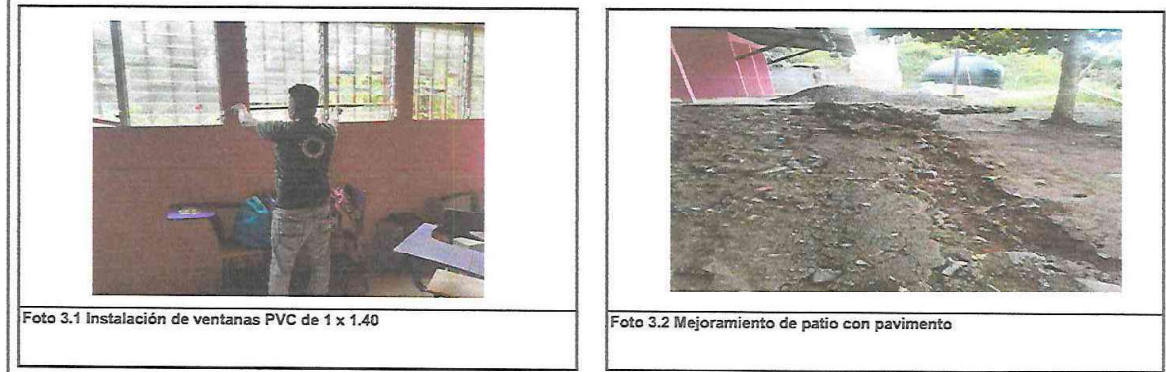 Foto 3.1 Instalación de ventanas PVC de 1 x 1.40
Foto 3.2 Mejoramiento de patio con pavimento